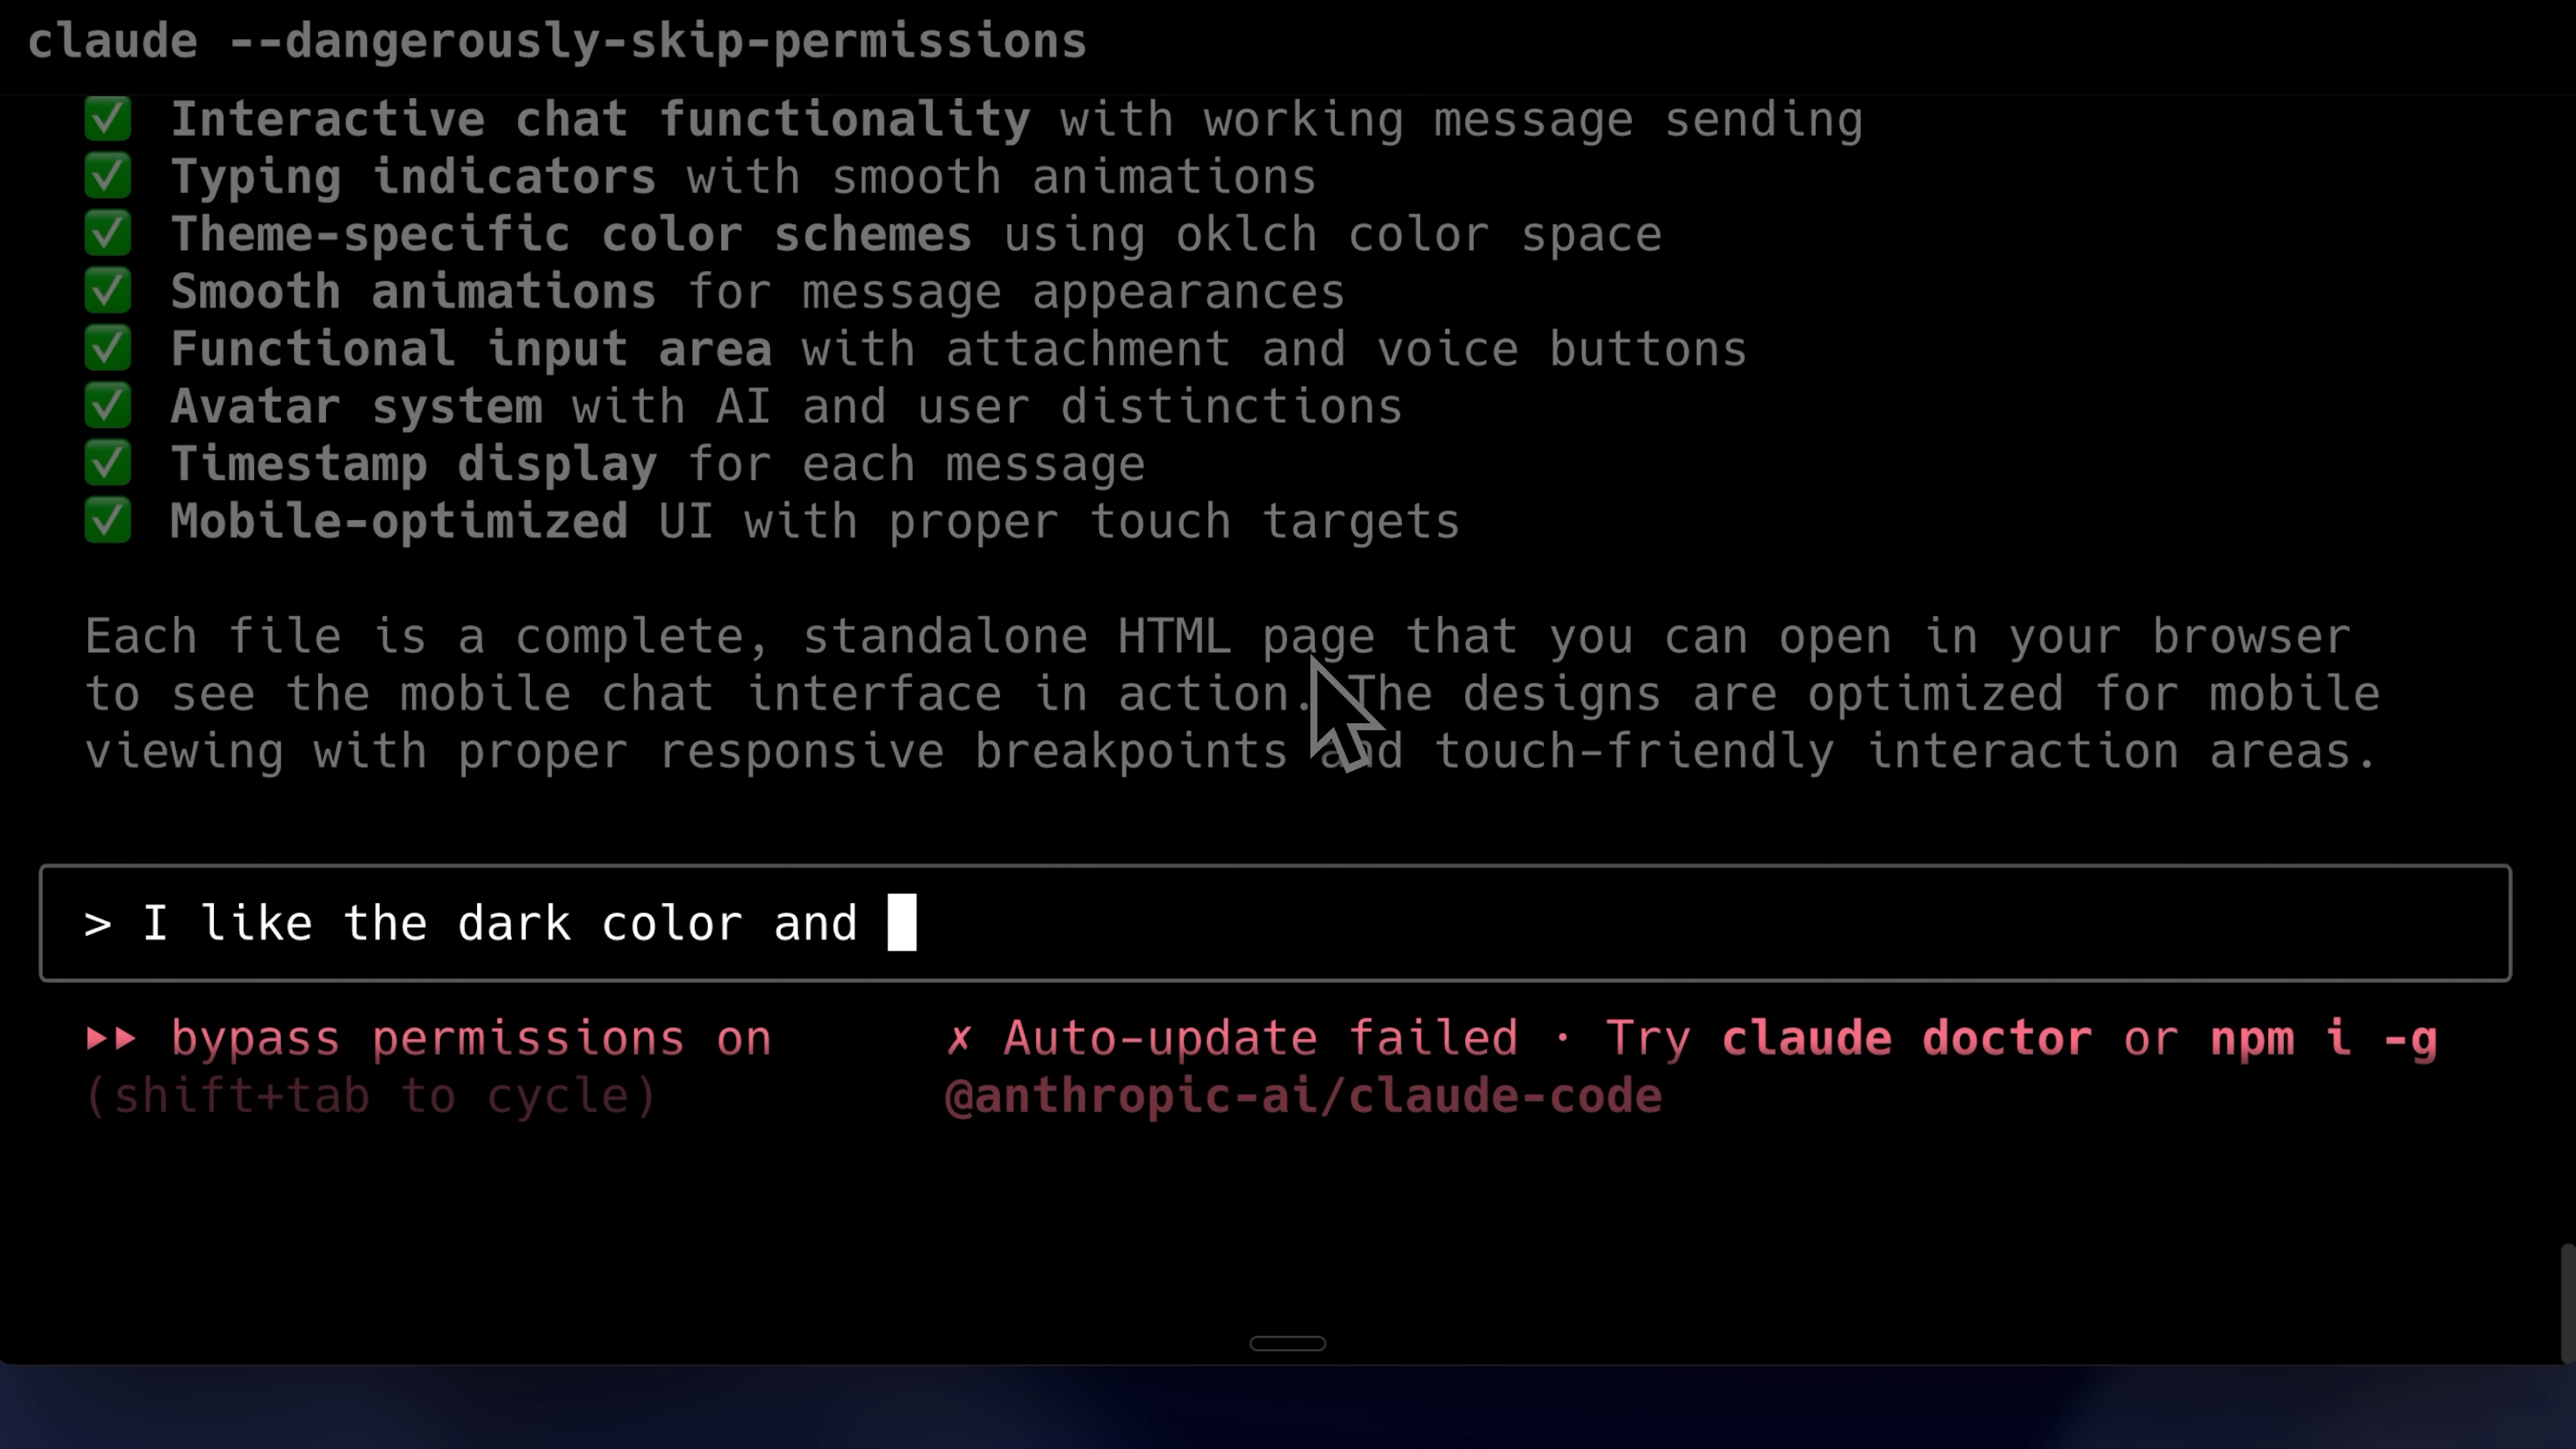 claude --dangerously-skip-permissions
✅ Interactive chat functionality with working message sending
✅ Typing indicators with smooth animations
✅ Theme-specific color schemes using oklch color space
✅ Smooth animations for message appearances
✅ Functional input area with attachment and voice buttons
✅ Avatar system with AI and user distinctions
✅ Timestamp display for each message
✅ Mobile-optimized UI with proper touch targets
Each file is a complete, standalone HTML page that you can open in your browser
to see the mobile chat interface in action. The designs are optimized for mobile
viewing with proper responsive breakpoints and touch-friendly interaction areas.
> I like the dark color and
⏵⏵ bypass permissions on ✗ Auto-update failed · Try claude doctor or npm i -g
(shift+tab to cycle) @anthropic-ai/claude-code